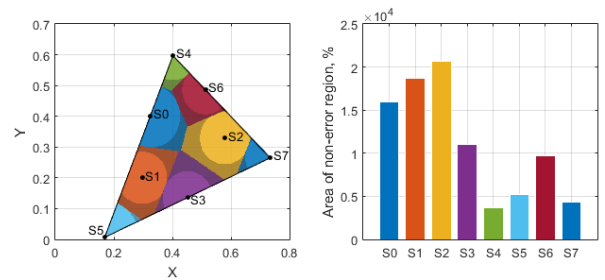 0.7
0.6
0.5
0.4
0.3
0.2
0.1
0
Y
S4
S6
S0
S2
S7
S1
S3
S5
0 0.2 0.4 0.6 0.8
X
×10⁴
2.5
2
1.5
1
0.5
0
Area of non-error region, %
S0 S1 S2 S3 S4 S5 S6 S7